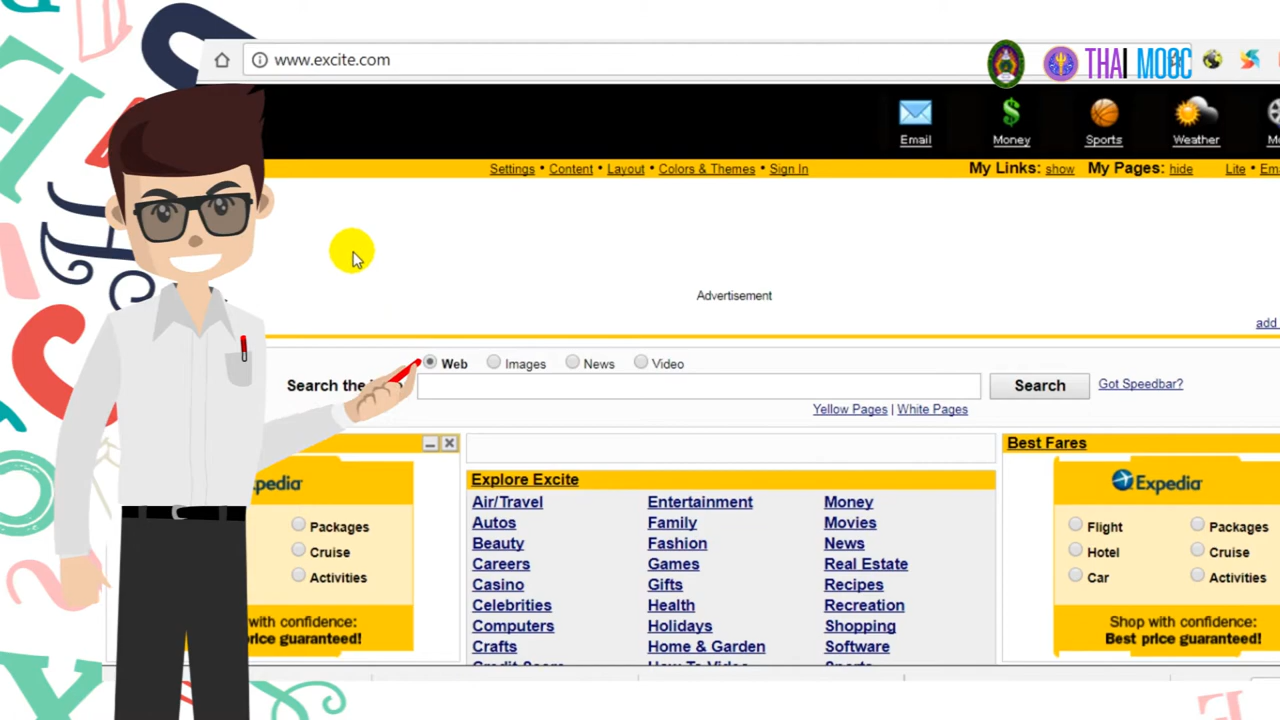 www.excite.com
THAI MOOC
Email Money Sports Weather
Settings • Content • Layout • Colors & Themes • Sign In My Links: show My Pages: hide Lite •
Advertisement
add
Web Images News Video
Search the
Search Got Speedbar?
Yellow Pages | White Pages
Explore Excite
Air/Travel Entertainment Money
Autos Family Movies
Beauty Fashion News
Careers Games Real Estate
Casino Gifts Recipes
Celebrities Health Recreation
Computers Holidays Shopping
Crafts Home & Garden Software
Packages
Cruise
Activities
with confidence:
price guaranteed!
Best Fares
Expedia
Flight Packages
Hotel Cruise
Car Activities
Shop with confidence:
Best price guaranteed!